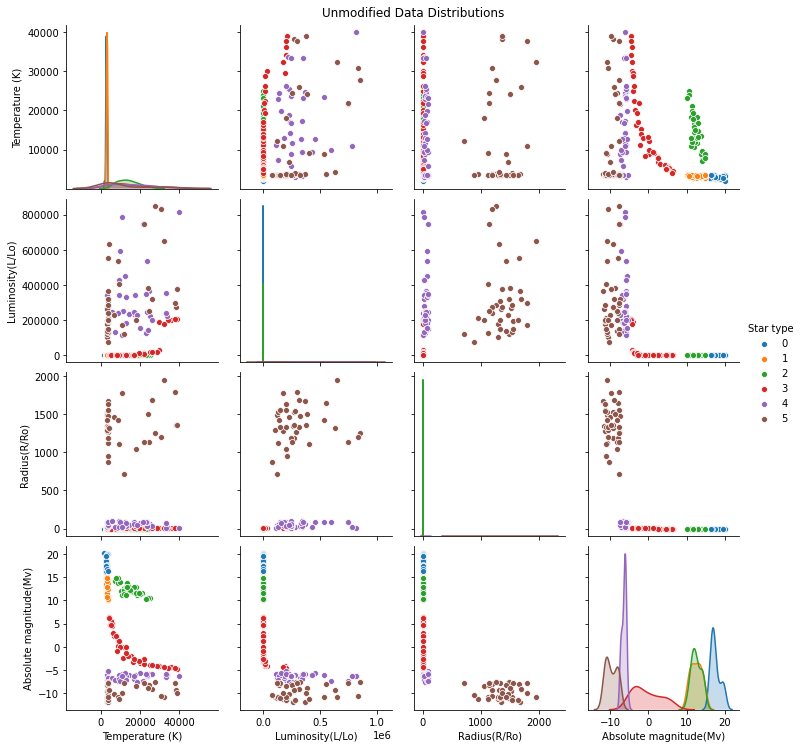 Unmodified Data Distributions
Temperature (K)
40000
30000
20000
10000
Luminosity(L/Lo)
800000
600000
400000
200000
0
Star type
0
1
2
3
4
5
Radius(R/Ro)
2000
1500
1000
500
0
Absolute magnitude(Mv)
20
15
10
5
0
−5
−10
0 20000 40000
0.0 0.5 1.0
0 1000 2000
−10 0 10 20
1e6
Temperature (K) Luminosity(L/Lo) Radius(R/Ro) Absolute magnitude(Mv)